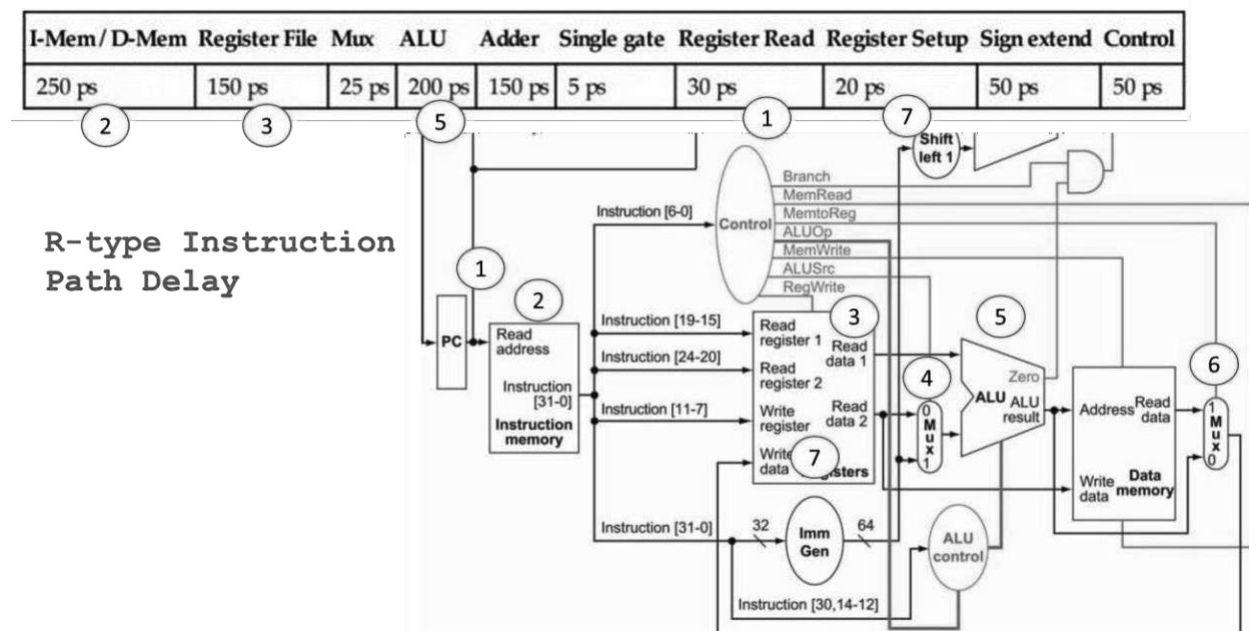 I-Mem / D-Mem Register File Mux ALU Adder Single gate Register Read Register Setup Sign extend Control
250 ps 150 ps 25 ps 200 ps 150 ps 5 ps 30 ps 20 ps 50 ps 50 ps
2 3 5 1 7
R-type Instruction
Path Delay
Shift
left 1
Branch
MemRead
MemtoReg
ALUOp
MemWrite
ALUSrc
RegWrite
Control
Instruction [6-0]
1
PC
2
Read
address
Instruction
[31-0]
Instruction
memory
Instruction [19-15]
Instruction [24-20]
Instruction [11-7]
Instruction [31-0]
Instruction [30,14-12]
3
Read
register 1
Read
data 1
Read
register 2
Write
register
Read
data 2
Write
data
7
4
0
M
u
x
1
5
Zero
ALU
ALU
result
Address
Read
data
Write
data
Data
memory
6
1
M
u
x
0
32
Imm
Gen
64
ALU
control